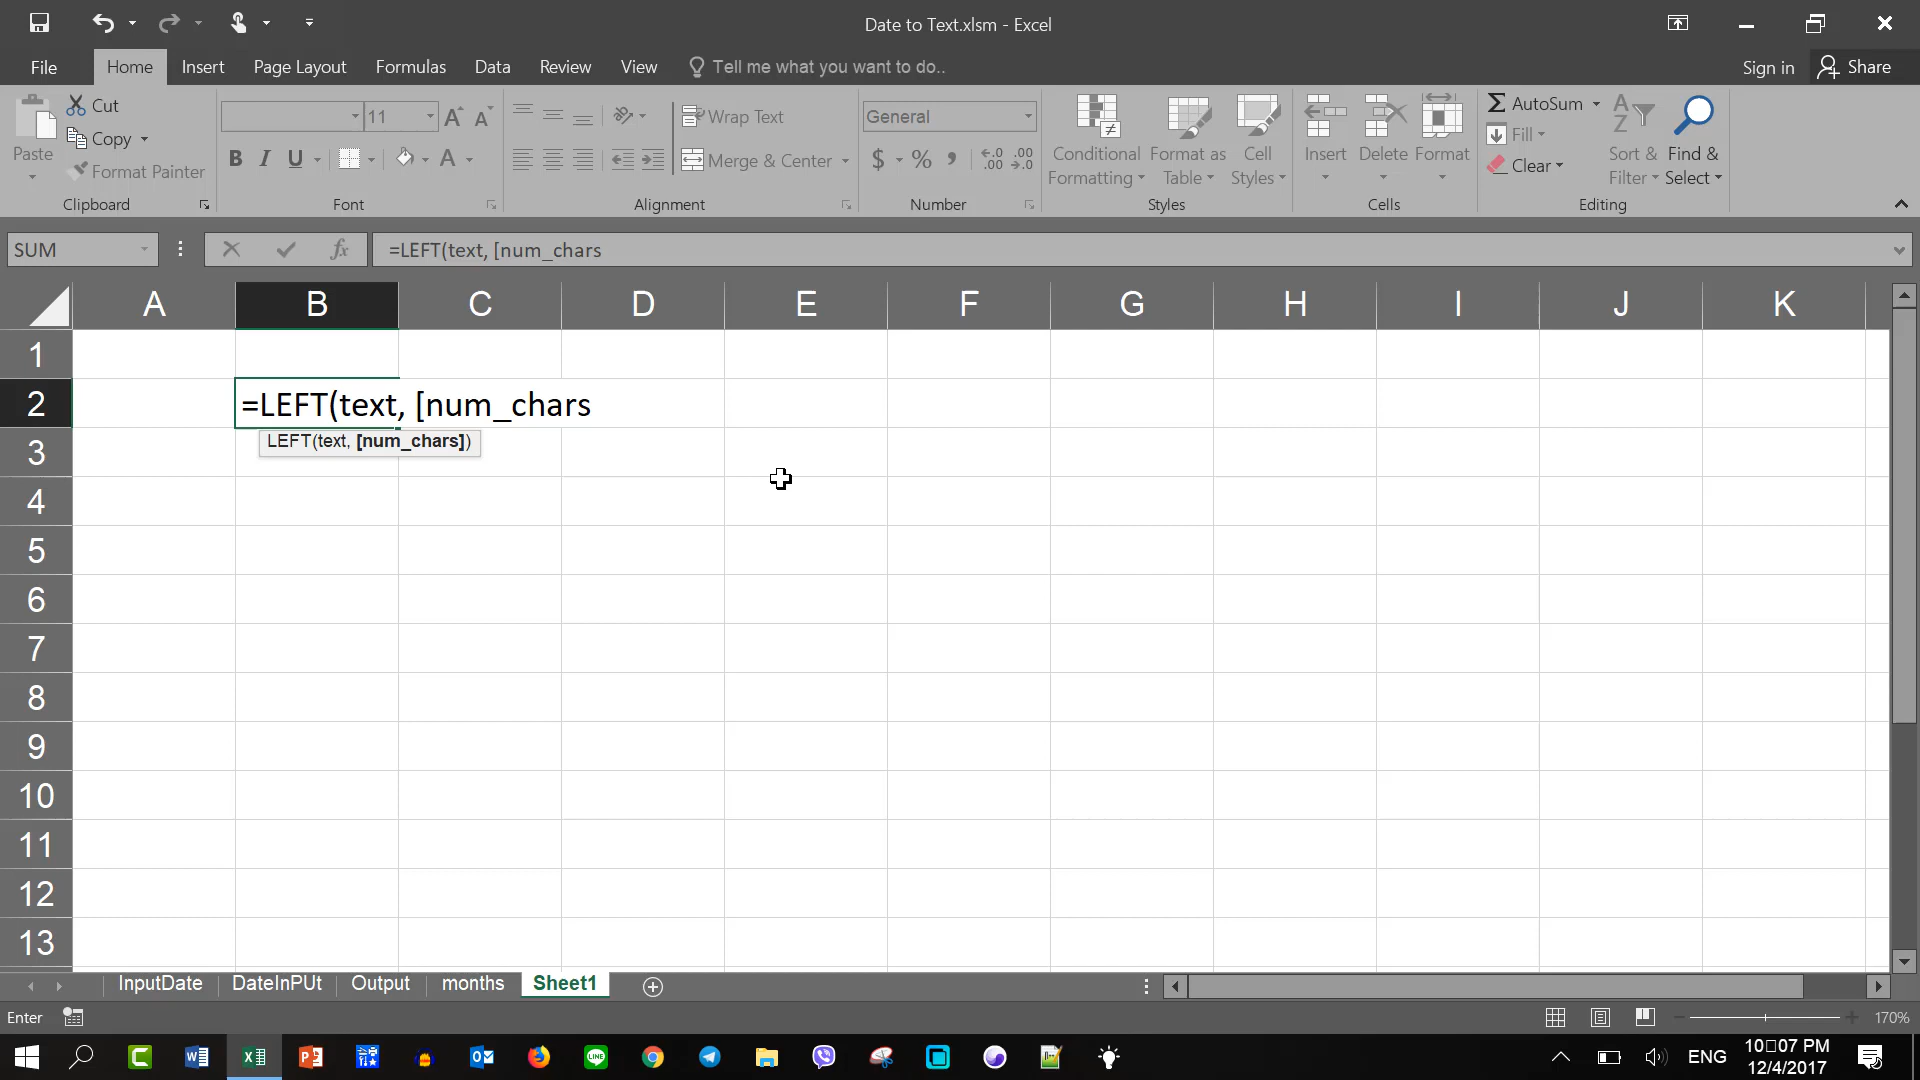 Date to Text.xlsm - Excel
File Home Insert Page Layout Formulas Data Review View Tell me what you want to do.. Sign in Share
Cut
Copy
Format Painter
Paste
Clipboard
11
B I U A
Font
Wrap Text
Merge & Center
Alignment
General
$ % ,
Number
Conditional Formatting
Format as Table
Cell Styles
Styles
Insert Delete Format
Cells
AutoSum
Fill
Clear
Sort & Filter
Find & Select
Editing
SUM fx =LEFT(text, [num_chars
A B C D E F G H I J K
1
2 =LEFT(text, [num_chars
LEFT(text, [num_chars])
3
4
5
6
7
8
9
10
11
12
13
InputDate DateInPUt Output months Sheet1
Enter 170%
ENG
10□07 PM
12/4/2017